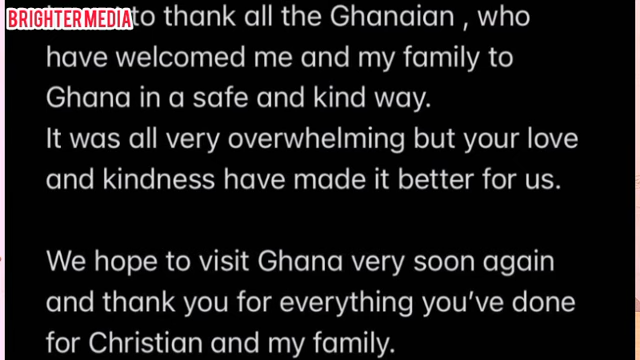 BRIGHTER MEDIA
to thank all the Ghanaian , who
have welcomed me and my family to
Ghana in a safe and kind way.
It was all very overwhelming but your love
and kindness have made it better for us.
We hope to visit Ghana very soon again
and thank you for everything you’ve done
for Christian and my family.